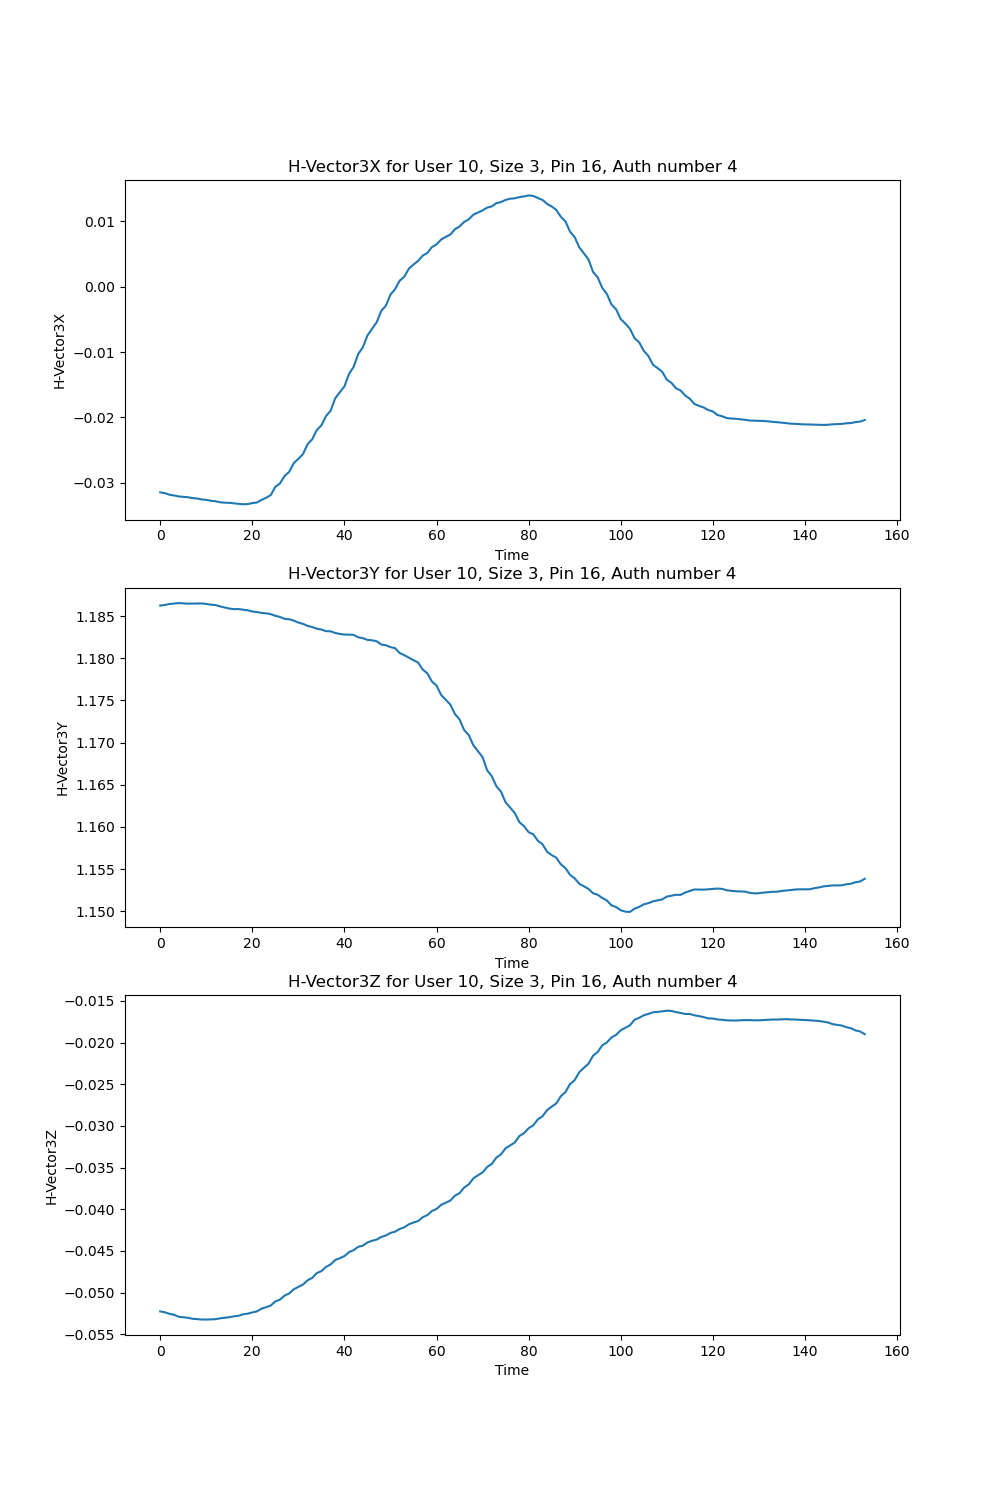 H-Vector3X for User 10, Size 3, Pin 16, Auth number 4
0.01
0.00
−0.01
−0.02
−0.03
H-Vector3X
0 20 40 60 80 100 120 140 160
Time
H-Vector3Y for User 10, Size 3, Pin 16, Auth number 4
1.185
1.180
1.175
1.170
1.165
1.160
1.155
1.150
H-Vector3Y
0 20 40 60 80 100 120 140 160
Time
H-Vector3Z for User 10, Size 3, Pin 16, Auth number 4
−0.015
−0.020
−0.025
−0.030
−0.035
−0.040
−0.045
−0.050
−0.055
H-Vector3Z
0 20 40 60 80 100 120 140 160
Time